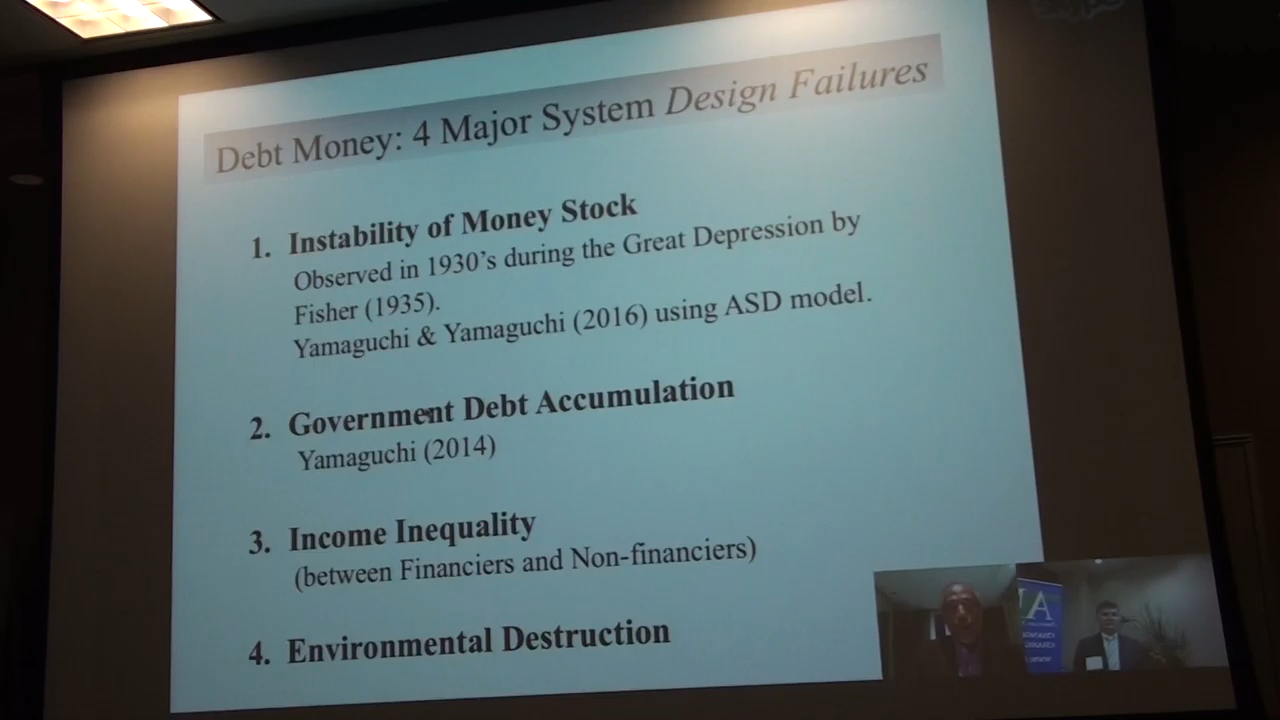 Debt Money: 4 Major System Design Failures
1. Instability of Money Stock
Observed in 1930's during the Great Depression by
Fisher (1935).
Yamaguchi & Yamaguchi (2016) using ASD model.
2. Government Debt Accumulation
Yamaguchi (2014)
3. Income Inequality
(between Financiers and Non-financiers)
4. Environmental Destruction